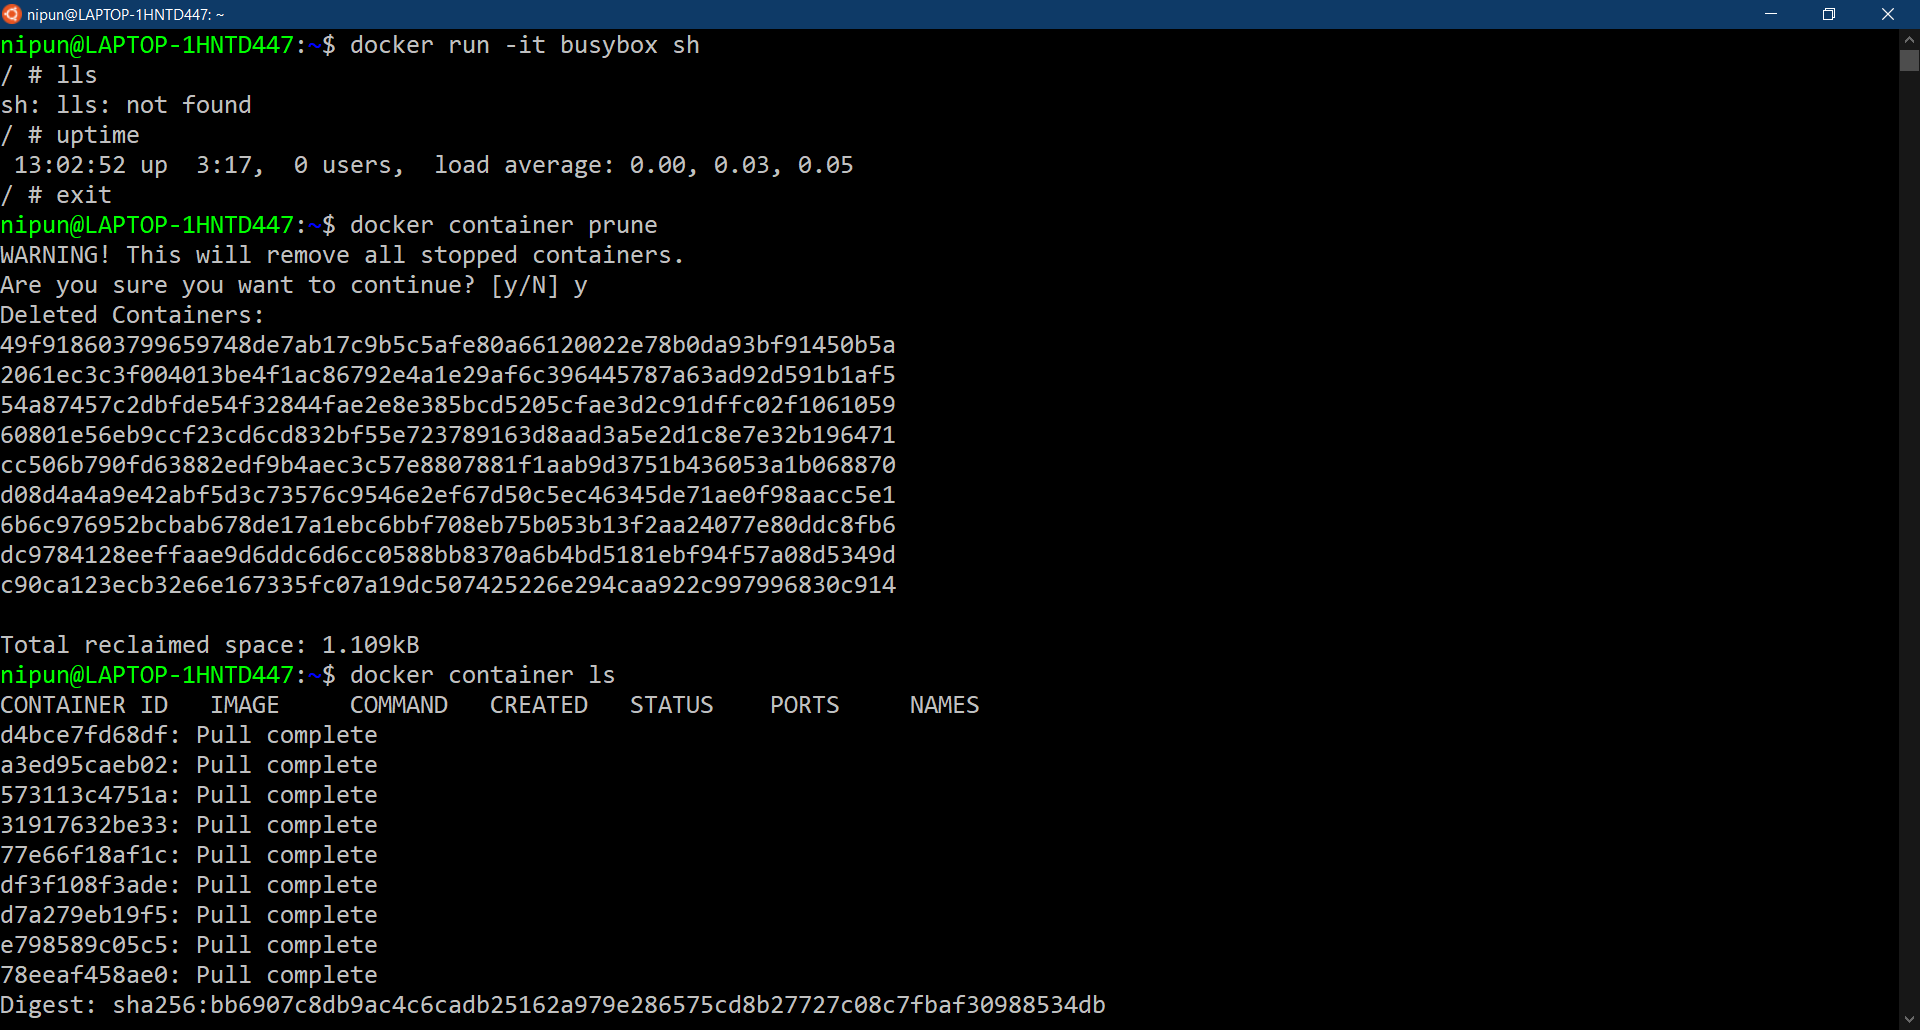 nipun@LAPTOP-1HNTD447: ~
nipun@LAPTOP-1HNTD447:~$ docker run -it busybox sh
/ # lls
sh: lls: not found
/ # uptime
 13:02:52 up  3:17,  0 users,  load average: 0.00, 0.03, 0.05
/ # exit
nipun@LAPTOP-1HNTD447:~$ docker container prune
WARNING! This will remove all stopped containers.
Are you sure you want to continue? [y/N] y
Deleted Containers:
49f918603799659748de7ab17c9b5c5afe80a66120022e78b0da93bf91450b5a
2061ec3c3f004013be4f1ac86792e4a1e29af6c396445787a63ad92d591b1af5
54a87457c2dbfde54f32844fae2e8e385bcd5205cfae3d2c91dffc02f1061059
60801e56eb9ccf23cd6cd832bf55e723789163d8aad3a5e2d1c8e7e32b196471
cc506b790fd63882edf9b4aec3c57e8807881f1aab9d3751b436053a1b068870
d08d4a4a9e42abf5d3c73576c9546e2ef67d50c5ec46345de71ae0f98aacc5e1
6b6c976952bcbab678de17a1ebc6bbf708eb75b053b13f2aa24077e80ddc8fb6
dc9784128eeffaae9d6ddc6d6cc0588bb8370a6b4bd5181ebf94f57a08d5349d
c90ca123ecb32e6e167335fc07a19dc507425226e294caa922c997996830c914
Total reclaimed space: 1.109kB
nipun@LAPTOP-1HNTD447:~$ docker container ls
CONTAINER ID   IMAGE     COMMAND   CREATED   STATUS    PORTS     NAMES
d4bce7fd68df: Pull complete
a3ed95caeb02: Pull complete
573113c4751a: Pull complete
31917632be33: Pull complete
77e66f18af1c: Pull complete
df3f108f3ade: Pull complete
d7a279eb19f5: Pull complete
e798589c05c5: Pull complete
78eeaf458ae0: Pull complete
Digest: sha256:bb6907c8db9ac4c6cadb25162a979e286575cd8b27727c08c7fbaf30988534db